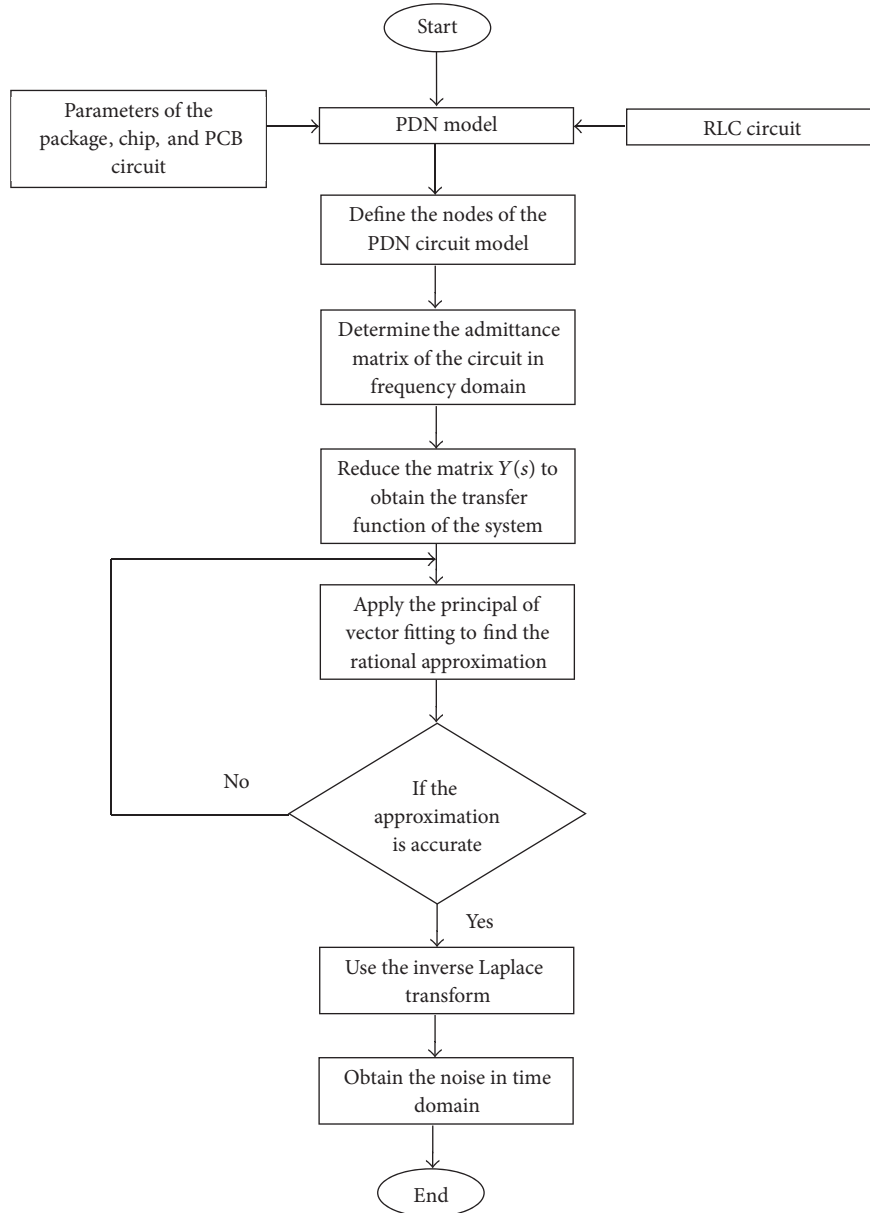 Start
Parameters of the
package, chip, and PCB
circuit
PDN model
RLC circuit
Define the nodes of the
PDN circuit model
Determine the admittance
matrix of the circuit in
frequency domain
Reduce the matrix Y(s) to
obtain the transfer
function of the system
Apply the principal of
vector fitting to find the
rational approximation
No
If the
approximation
is accurate
Yes
Use the inverse Laplace
transform
Obtain the noise in time
domain
End